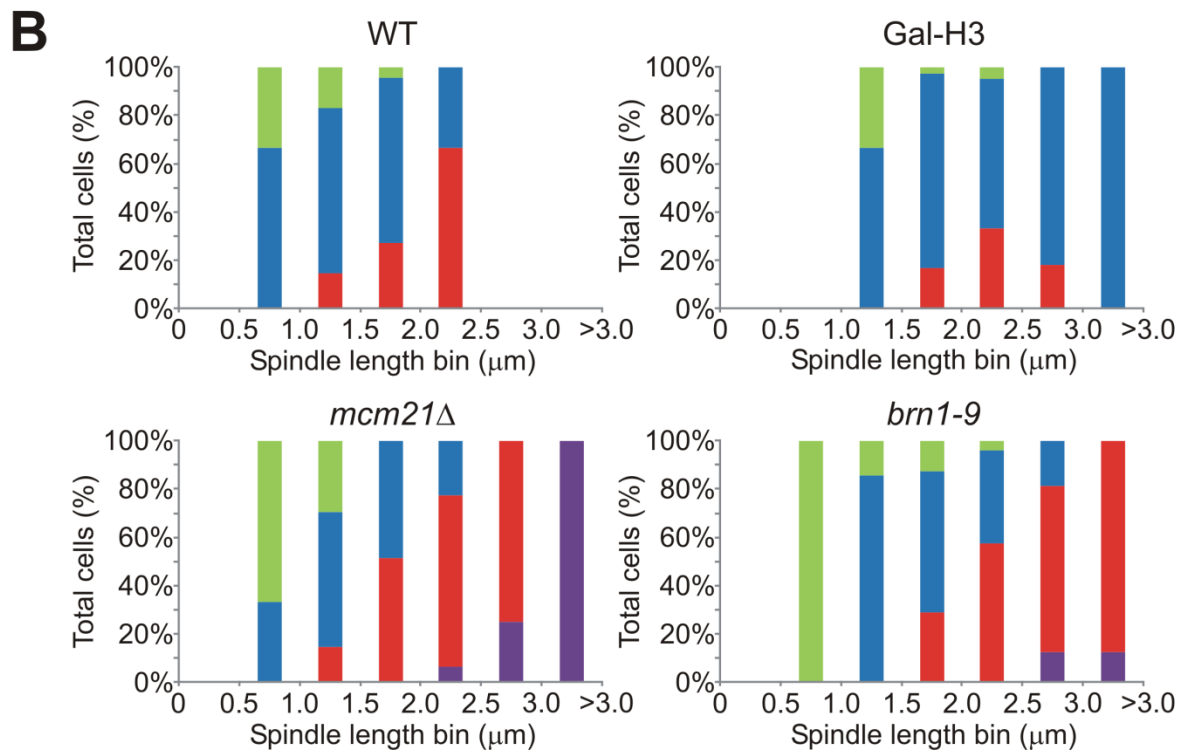 B
WT
Total cells (%)
100%
80%
60%
40%
20%
0%
0 0.5 1.0 1.5 2.0 2.5 3.0 >3.0
Spindle length bin (μm)
Gal-H3
Total cells (%)
100%
80%
60%
40%
20%
0%
0 0.5 1.0 1.5 2.0 2.5 3.0 >3.0
Spindle length bin (μm)
mcm21Δ
Total cells (%)
100%
80%
60%
40%
20%
0%
0 0.5 1.0 1.5 2.0 2.5 3.0 >3.0
Spindle length bin (μm)
brn1-9
Total cells (%)
100%
80%
60%
40%
20%
0%
0 0.5 1.0 1.5 2.0 2.5 3.0 >3.0
Spindle length bin (μm)